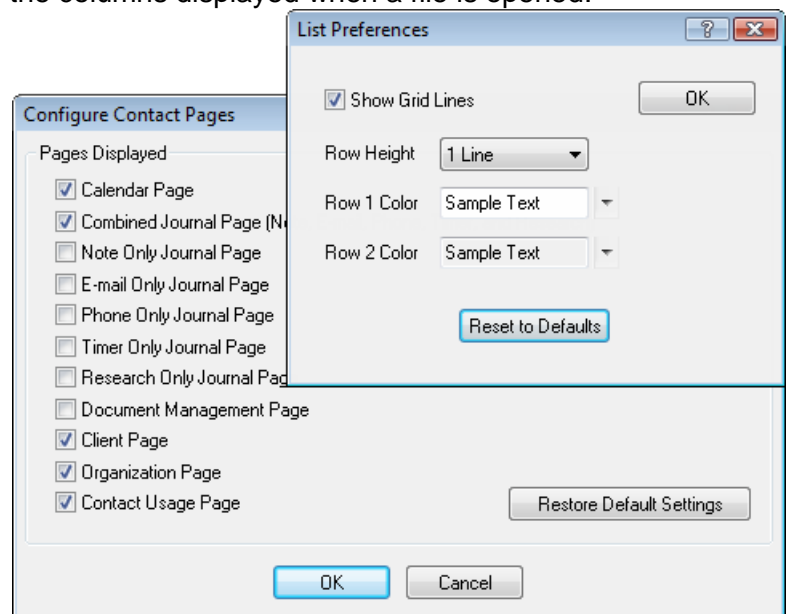 the columns displayed when a file is opened.
List Preferences
?
Show Grid Lines
OK
Row Height 1 Line
Row 1 Color Sample Text
Row 2 Color Sample Text
Reset to Defaults
Configure Contact Pages
Pages Displayed
Calendar Page
Combined Journal Page (N
Note Only Journal Page
E-mail Only Journal Page
Phone Only Journal Page
Timer Only Journal Page
Research Only Journal Pag
Document Management Page
Client Page
Organization Page
Contact Usage Page
Restore Default Settings
OK Cancel